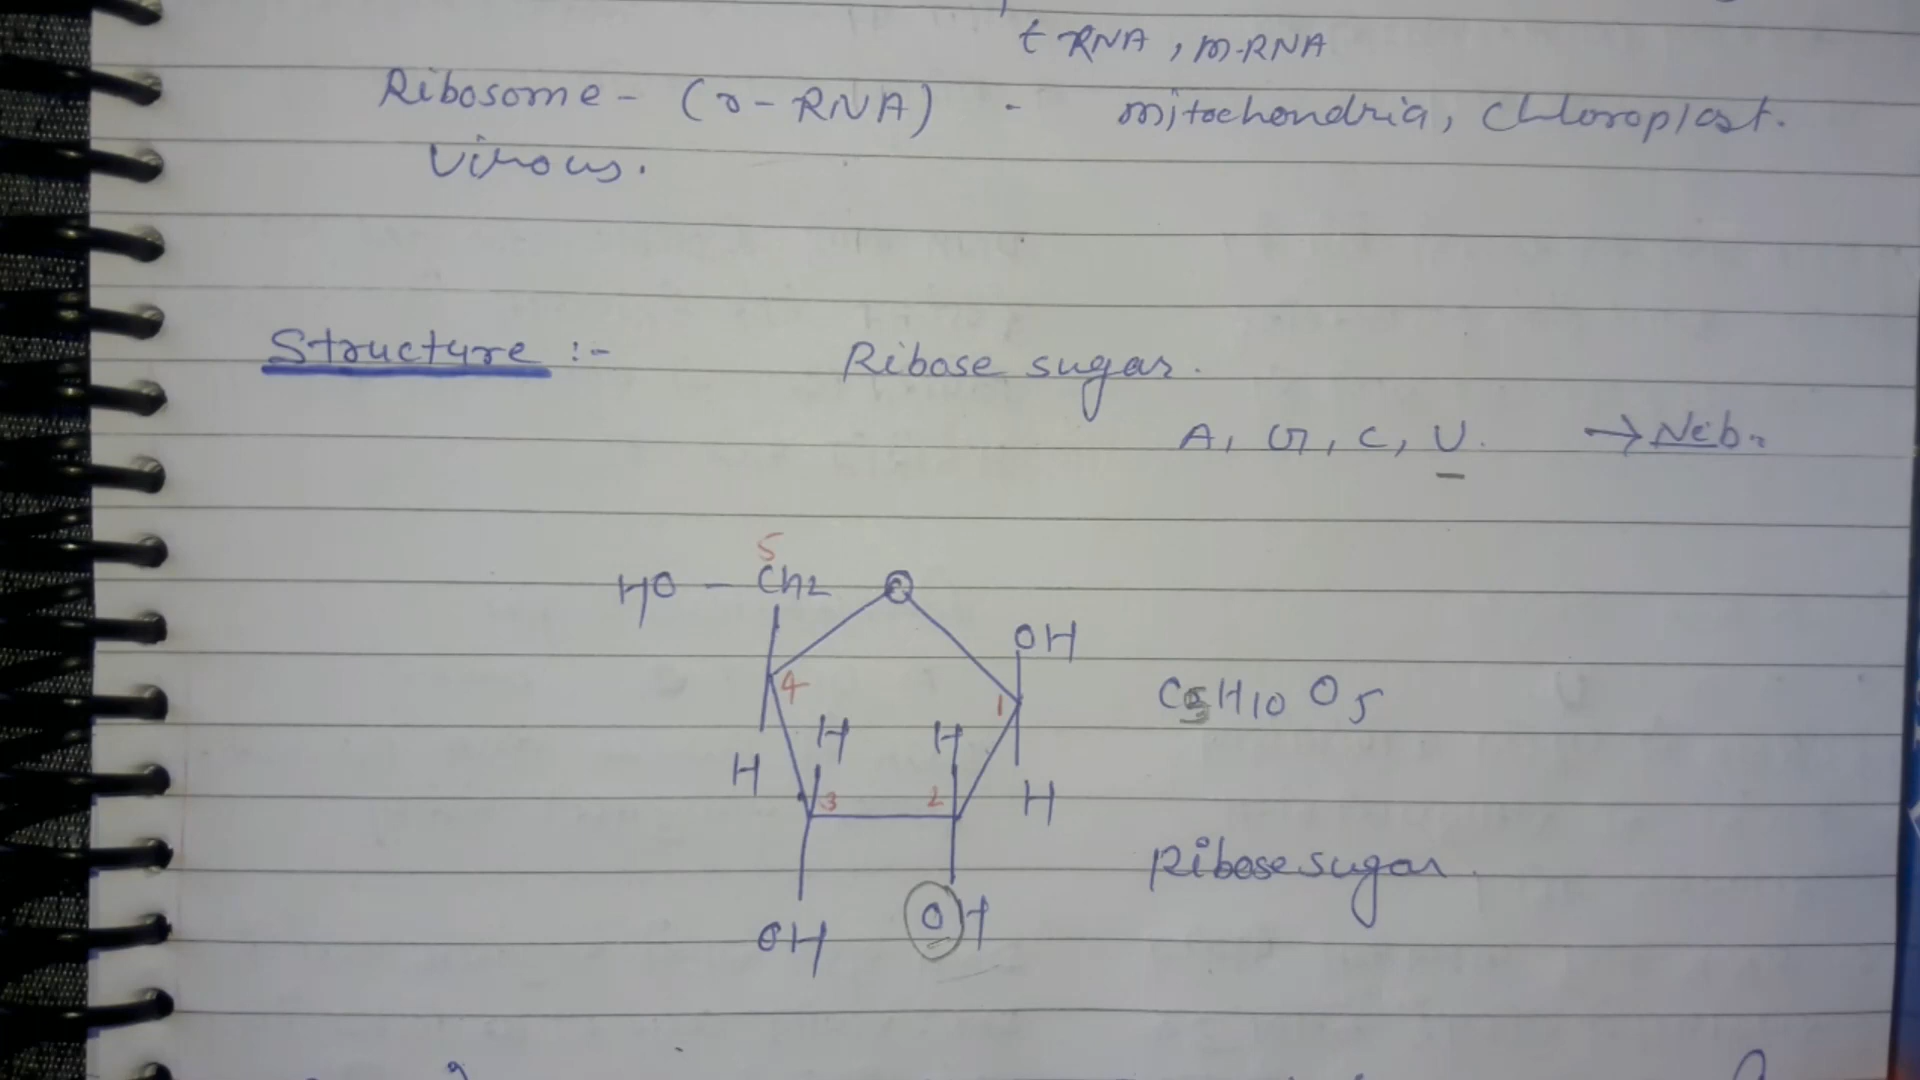 t RNA, m-RNA
Ribosome - (r-RNA) - mitochondria, chloroplast.
Virous.
Structure :- Ribose sugar.
A, G, C, U. → Ncb.
5
HO - CH2 O
OH
4 1
C5H10O5
H H
H 3 2 H
Ribose sugar.
OH OH